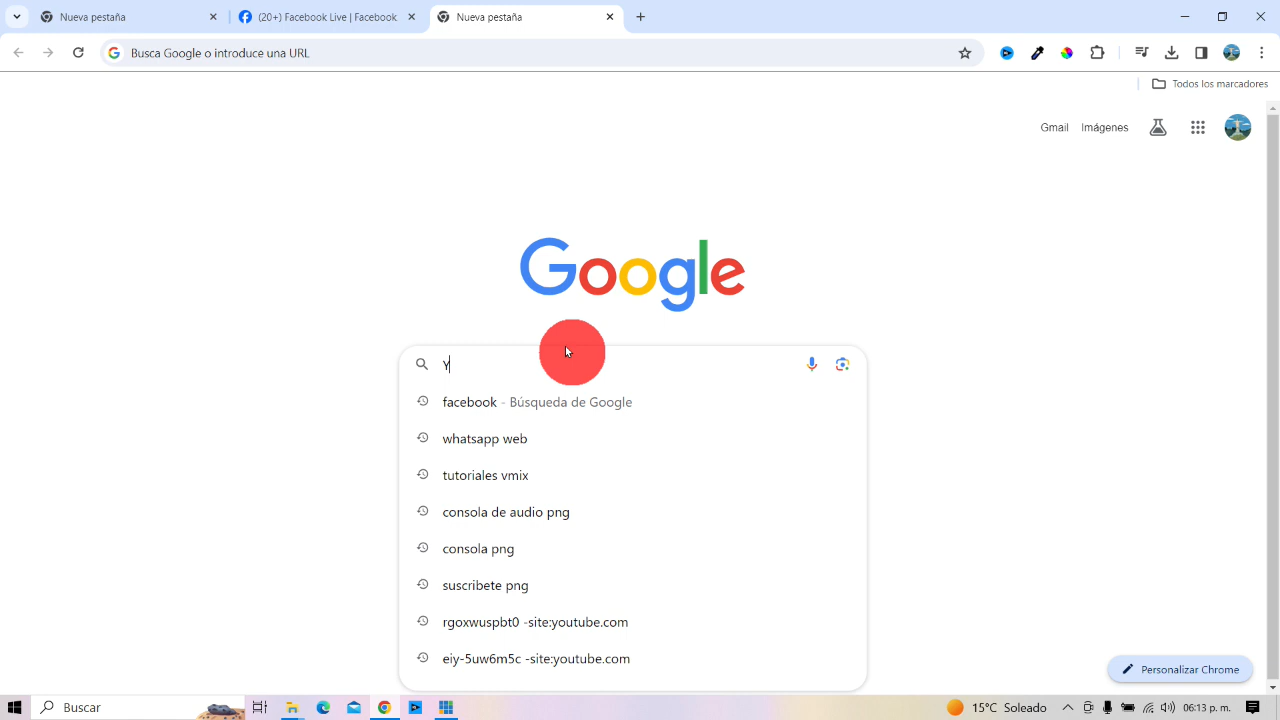 Nueva pestaña
(20+) Facebook Live | Facebook
Nueva pestaña
Busca Google o introduce una URL
Todos los marcadores
Gmail Imágenes
Google
Y
facebook - Búsqueda de Google
whatsapp web
tutoriales vmix
consola de audio png
consola png
suscribete png
rgoxwuspbt0 -site:youtube.com
eiy-5uw6m5c -site:youtube.com
Personalizar Chrome
Buscar
15°C Soleado
06:13 p. m.